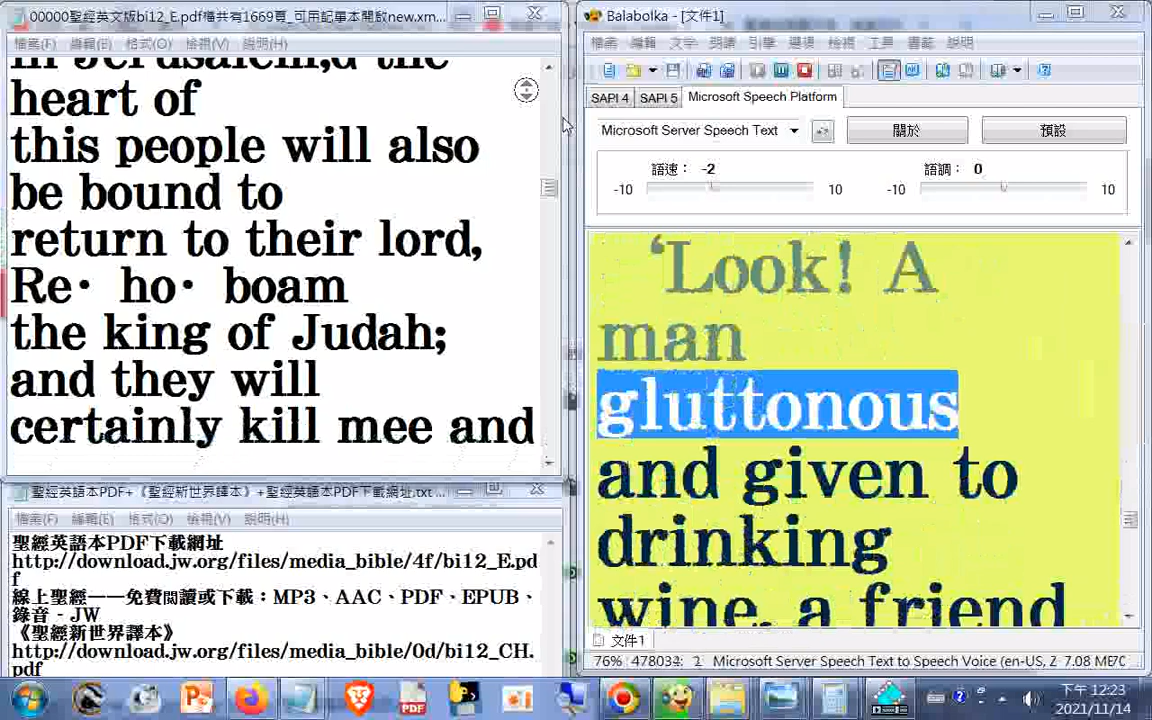 00000聖經英文版bi12_E.pdf檔共有1669頁_可用記事本開啟new.xm...
檔案(F) 編輯(E) 格式(O) 檢視(V) 說明(H)
in Jerusalem,d the
heart of
this people will also
be bound to
return to their lord,
Re· ho· boam
the king of Judah;
and they will
certainly kill mee and
聖經英語本PDF+《聖經新世界譯本》+聖經英語本PDF下載網址.txt ...
檔案(F) 編輯(E) 格式(O) 檢視(V) 說明(H)
聖經英語本PDF下載網址
http://download.jw.org/files/media_bible/4f/bi12_E.pd
f
線上聖經——免費閱讀或下載：MP3、AAC、PDF、EPUB、
錄音 - JW
《聖經新世界譯本》
http://download.jw.org/files/media_bible/0d/bi12_CH.
pdf
Balabolka - [文件1]
檔案 編輯 文字 朗讀 引擎 選項 檢視 工具 書籤 說明
SAPI 4 SAPI 5 Microsoft Speech Platform
Microsoft Server Speech Text 關於 預設
語速： -2 語調： 0
-10 10 -10 10
‘Look! A
man
gluttonous
and given to
drinking
wine, a friend
文件1
76% Microsoft Server Speech Text to Speech Voice (en-US, Z 7.08 ME
PDF
下午 12:23
2021/11/14